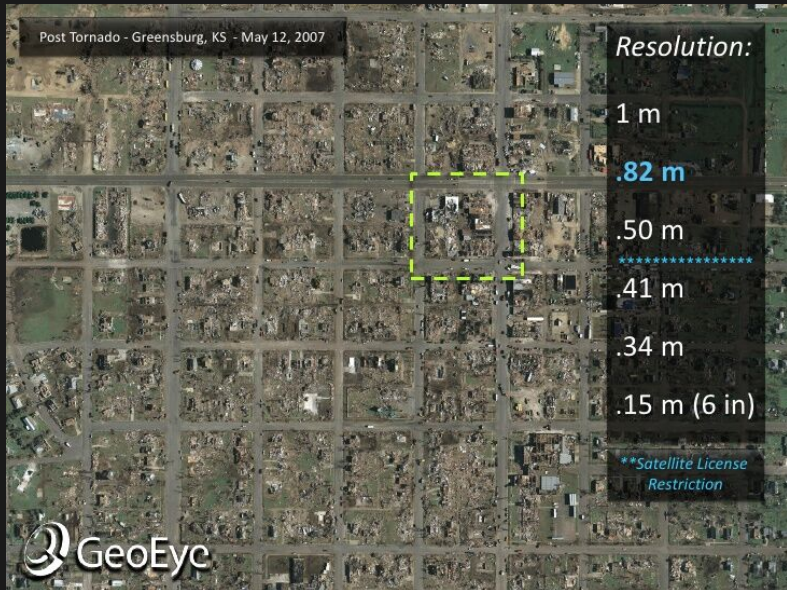 Post Tornado - Greensburg, KS - May 12, 2007
Resolution:
1 m
.82 m
.50 m
****************
.41 m
.34 m
.15 m (6 in)
**Satellite License
Restriction
GeoEye